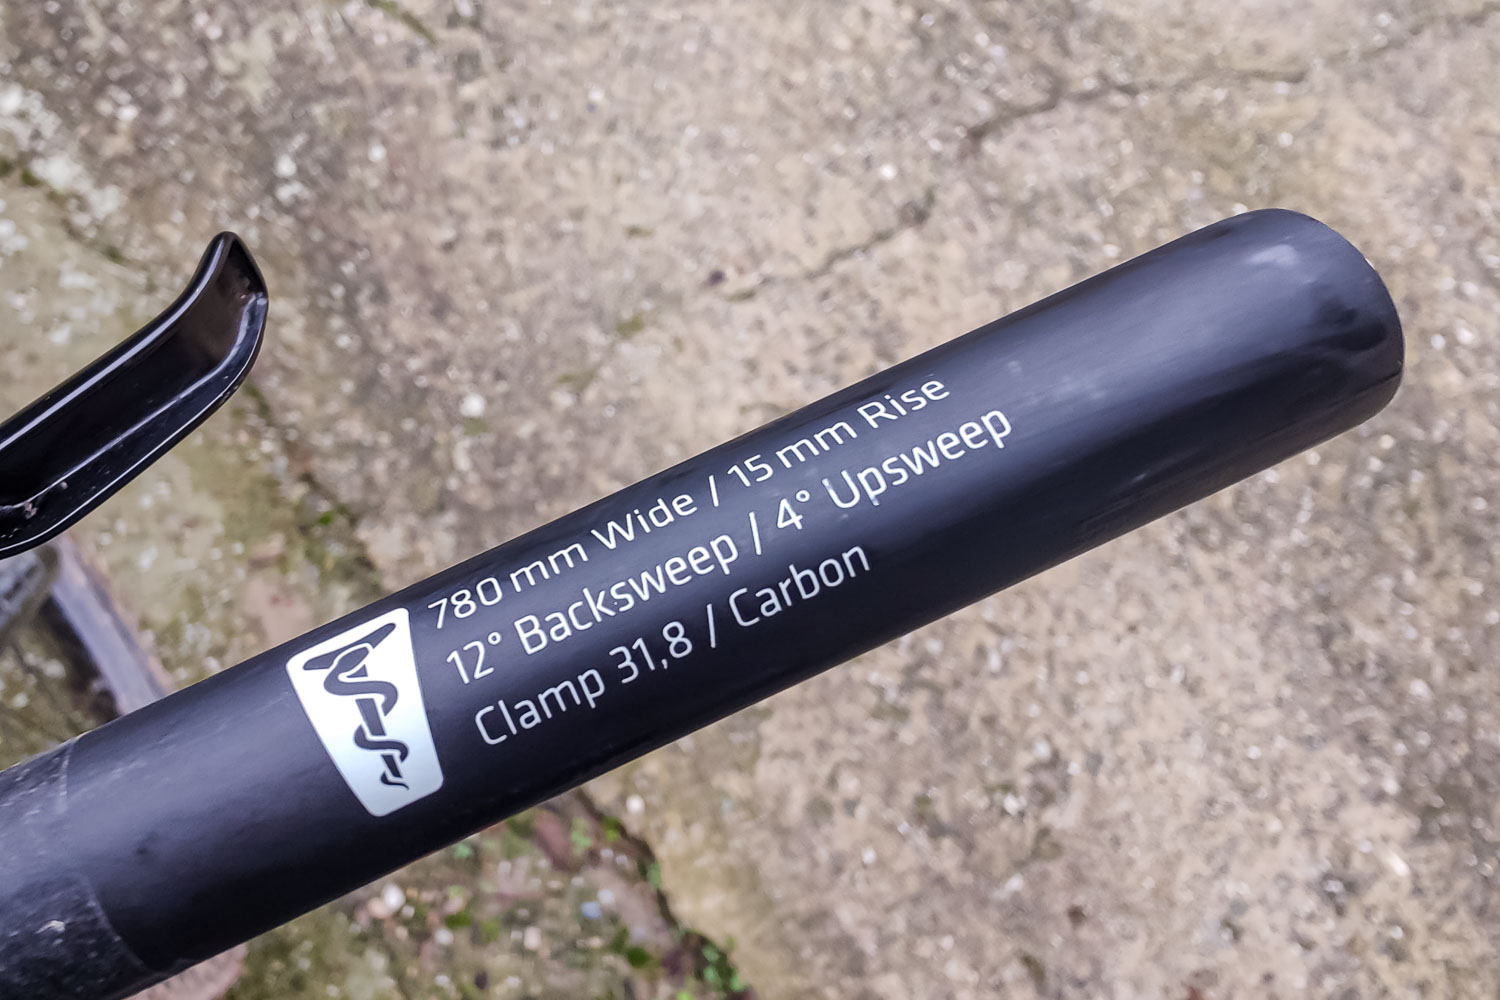 780 mm Wide / 15 mm Rise
12° Backsweep / 4° Upsweep
Clamp 31,8 / Carbon